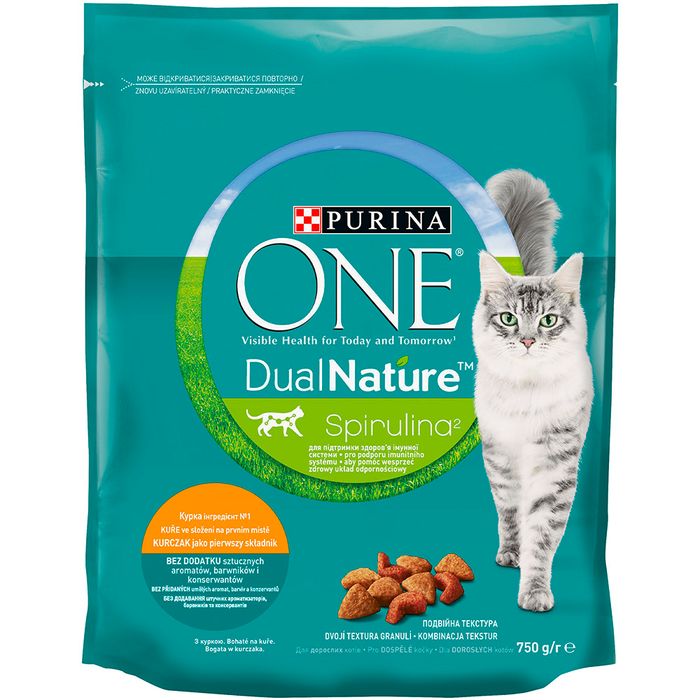 МОЖЕ ВІДКРИВАТИСЯ/ЗАКРИВАТИСЯ ПОВТОРНО /
ZNOVU UZAVÍRATELNÝ / PRAKTYCZNE ZAMKNIĘCIE
PURINA
ONE®
Visible Health for Today and Tomorrow¹
DualNature™
Spirulina²
для підтримки здоров'я імунної
системи • pro podporu imunitního
systému • aby pomóc wesprzeć
zdrowy układ odpornościowy
Курка інгредієнт №1
KUŘE ve složení na prvním místě
KURCZAK jako pierwszy składnik
BEZ DODATKU sztucznych
aromatów, barwników i
konserwantów
BEZ PŘIDANÝCH umělých aromat, barviv a konzervantů
БЕЗ ДОДАВАННЯ штучних ароматизаторів,
барвників та консервантів
З куркою. Bohaté na kuře.
Bogata w kurczaka.
ПОДВІЙНА ТЕКСТУРА
DVOJÍ TEXTURA GRANULÍ • KOMBINACJA TEKSTUR
Для дорослих котів • Pro DOSPĚLÉ kočky • Dla DOROSŁYCH kotów
750 g/г ℮